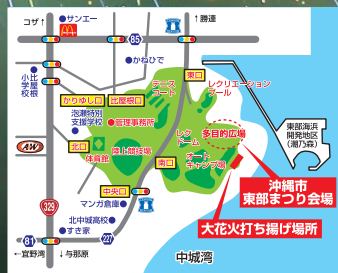 コザ↑
●サンエー
↑勝連
85
●かねひで
小比屋根学校
かりゆし口
比屋根口
東口
テニスコート
レクリエーションプール
泡瀬特別支援学校
●管理事務所
多目的広場
東部海浜開発地区(潮乃森)
北口
A&W
体育館
陸上競技場
レクドーム
南口
オートキャンプ場
沖縄市
東部まつり会場
中央口
329
マンガ倉庫●
大花火打ち揚げ場所
北中城高校●
●すき家
81
227
←宜野湾
↓与那原
中城湾